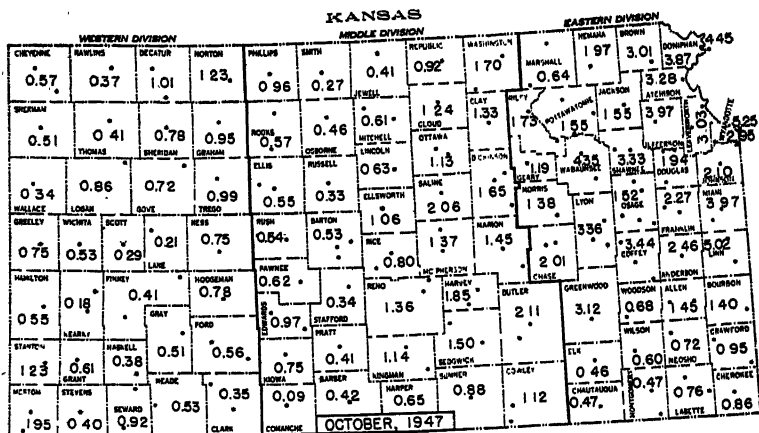 KANSAS
WESTERN DIVISION MIDDLE DIVISION EASTERN DIVISION
CHEYENNE RAWLINS DECATUR NORTON PHILLIPS SMITH JEWELL REPUBLIC WASHINGTON MARSHALL NEMAHA BROWN DONIPHAN
0.57 0.37 1.01 1.23 0.96 0.27 0.41 0.92 1.70 0.64 1.97 3.01 3.87 4.45
SHERMAN THOMAS SHERIDAN GRAHAM ROOKS OSBORNE MITCHELL CLOUD CLAY RILEY POTTAWATOMIE JACKSON ATCHISON
0.51 0.41 0.78 0.95 0.57 0.46 0.61 1.24 1.33 1.73 1.55 1.55 3.28
JEFFERSON LEAVENWORTH WYANDOTTE
3.97 3.03
WALLACE LOGAN GOVE TREGO ELLIS RUSSELL LINCOLN OTTAWA DICKINSON GEARY WABAUNSEE SHAWNEE DOUGLAS
0.34 0.86 0.72 0.99 0.55 0.33 0.63 1.13 1.65 1.19 4.35 3.33 1.94 2.10
ELLSWORTH SALINE MORRIS LYON OSAGE FRANKLIN MIAMI
1.06 2.06 1.38 3.36 1.52 2.27 3.97
GREELEY WICHITA SCOTT LANE NESS RUSH BARTON RICE MC PHERSON MARION CHASE COFFEY ANDERSON LINN
0.75 0.53 0.29 0.21 0.75 0.54 0.53 0.80 1.37 1.45 2.01 3.44 2.46 5.02
HAMILTON KEARNY FINNEY HODGEMAN PAWNEE STAFFORD RENO HARVEY BUTLER GREENWOOD WOODSON ALLEN BOURBON
0.55 0.18 0.41 0.78 0.62 0.34 1.36 1.85 2.11 3.12 0.68 1.45 1.40
GRAY FORD EDWARDS PRATT SEDGWICK WILSON NEOSHO CRAWFORD
0.51 0.56 0.97 0.41 1.50 0.60 0.72 0.95
STANTON GRANT HASKELL KIOWA KINGMAN ELK
1.23 0.61 0.38 0.75 1.14 0.46
MORTON STEVENS SEWARD MEADE CLARK COMANCHE BARBER HARPER SUMNER COWLEY CHAUTAUQUA MONTGOMERY LABETTE CHEROKEE
1.95 0.40 0.92 0.53 0.35 0.09 0.42 0.65 0.88 1.12 0.47 0.47 0.76 0.86
OCTOBER, 1947